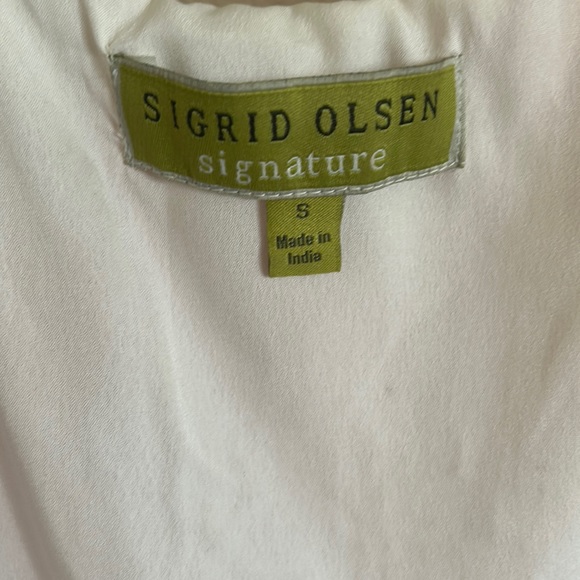 SIGRID OLSEN
signature
S
Made in
India